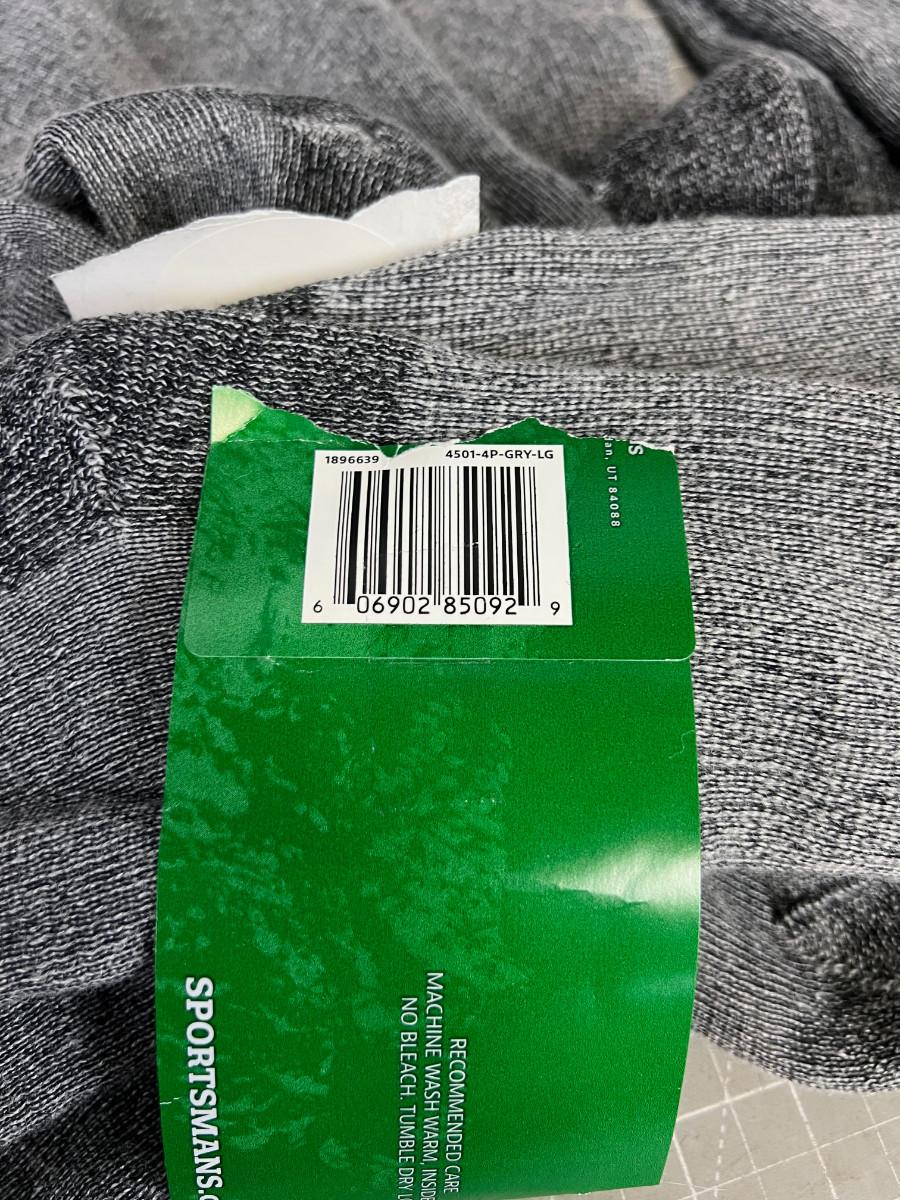 1896639 4501-4P-GRY-LG
6 06902 85092 9
S
an, UT 84088
SPORTSMANS.
RECOMMENDED CARE
MACHINE WASH WARM, INSIDE
NO BLEACH. TUMBLE DRY